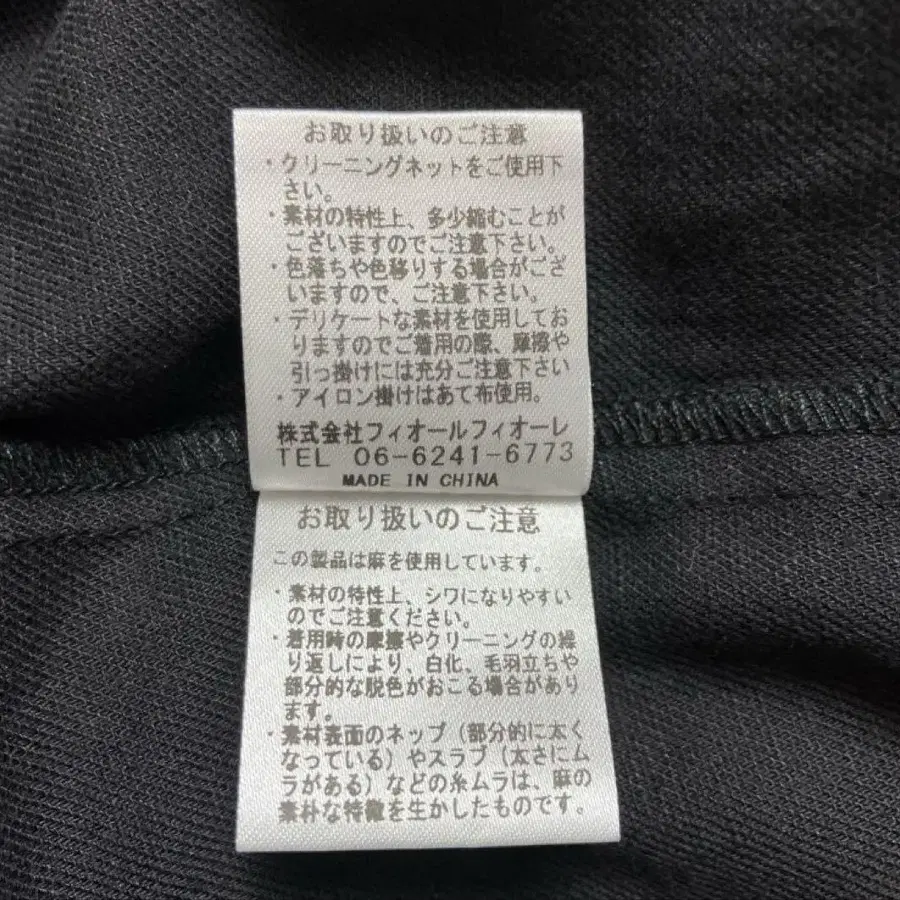 お取り扱いのご注意
・クリーニングネットをご使用下
さい。
・素材の特性上、多少縮むことが
ございますのでご注意下さい。
・色落ちや色移りする場合がござ
いますので、ご注意下さい。
・デリケートな素材を使用してお
りますのでご着用の際、摩擦や
引っ掛けには充分ご注意下さい
・アイロン掛けはあて布使用。
株式会社フィオールフィオーレ
TEL 06-6241-6773
MADE IN CHINA
お取り扱いのご注意
この製品は麻を使用しています。
・素材の特性上、シワになりやすい
のでご注意ください。
・着用時の摩擦やクリーニングの繰
り返しにより、白化、毛羽立ちや
部分的な脱色がおこる場合があり
ます。
・素材表面のネップ（部分的に太く
なっている）やスラブ（太さにム
ラがある）などの糸ムラは、麻の
素朴な特徴を生かしたものです。